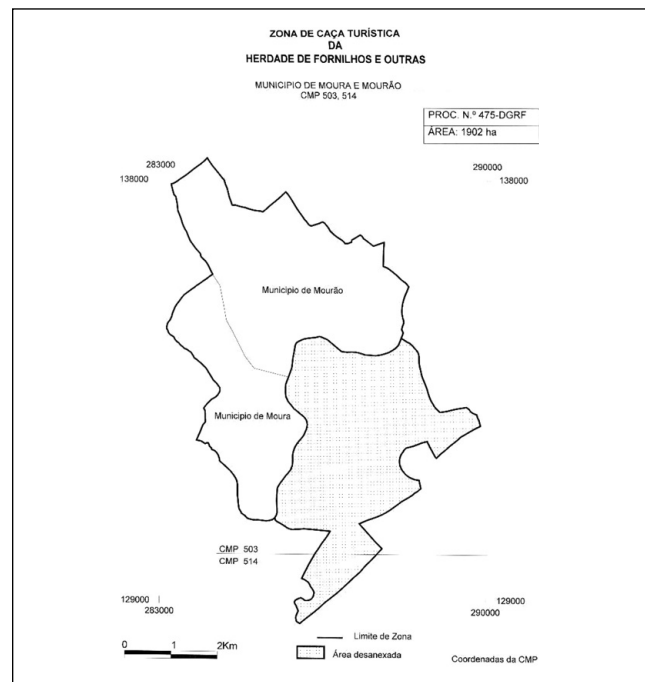 ZONA DE CAÇA TURÍSTICA
DA
HERDADE DE FORNILHOS E OUTRAS
MUNICIPIO DE MOURA E MOURÃO
CMP 503, 514
PROC. N.º 475-DGRF
ÁREA: 1902 ha
283000
138000
290000
138000
Municipio de Mourão
Municipio de Moura
CMP 503
CMP 514
129000
283000
129000
290000
0 1 2Km
Limite de Zona
Área desanexada
Coordenadas da CMP